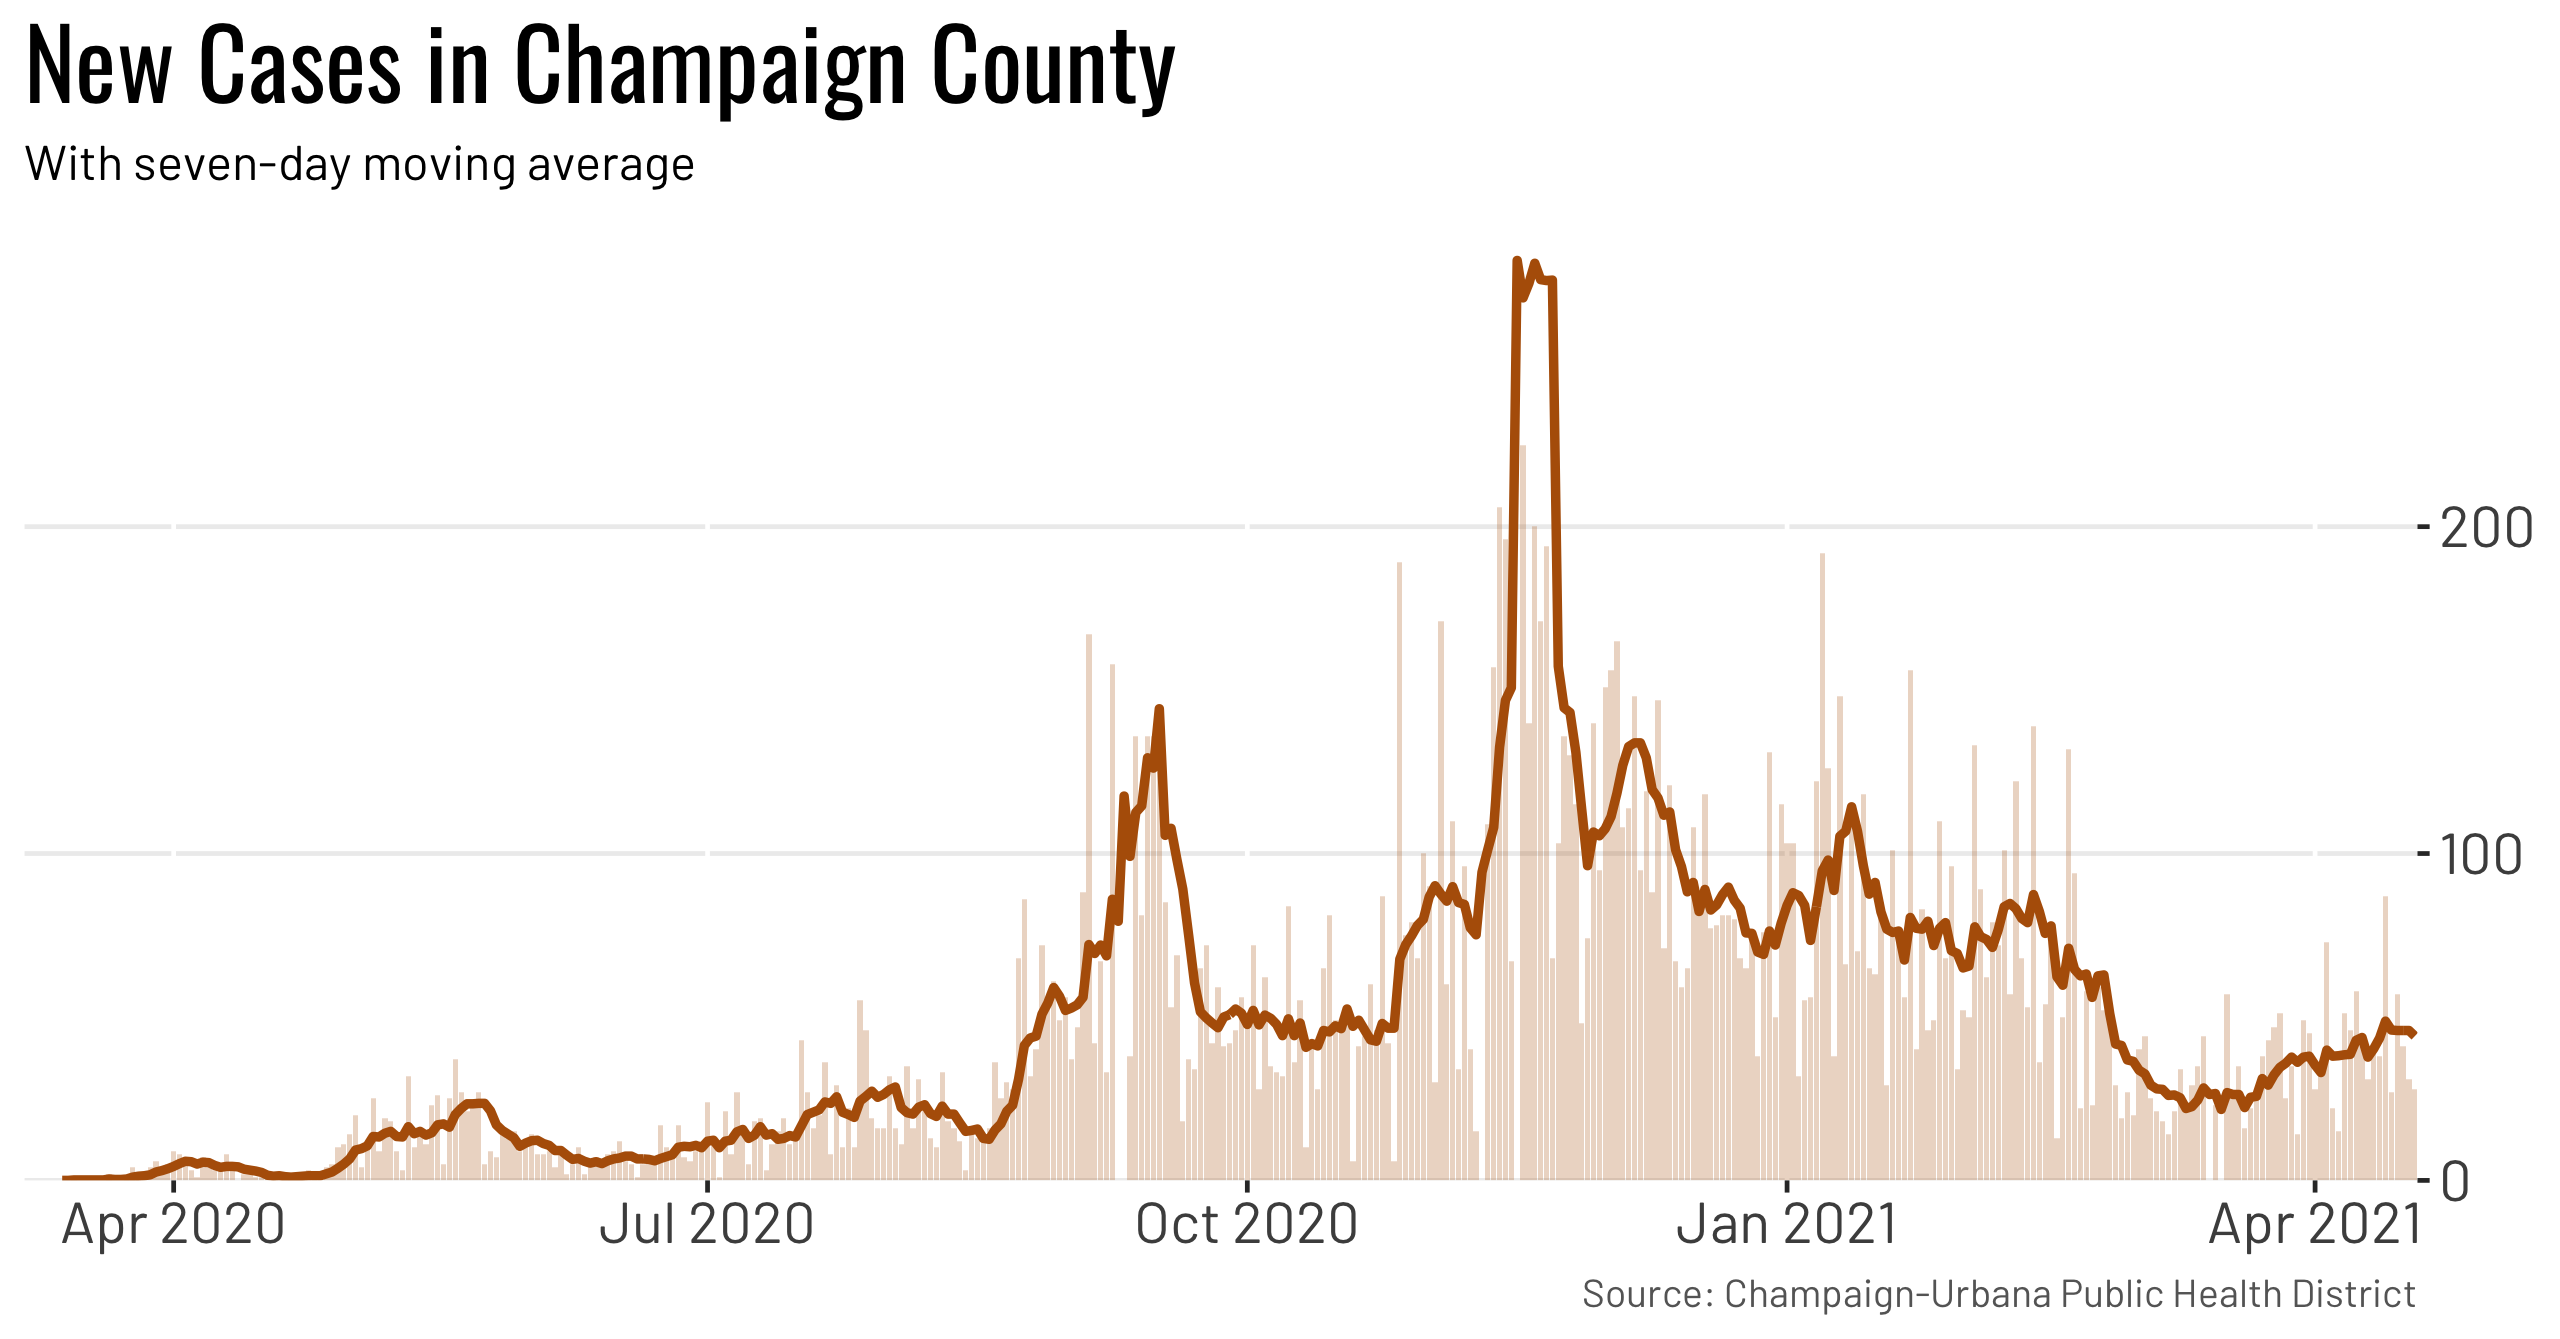 New Cases in Champaign County
With seven-day moving average
200
100
0
Apr 2020
Jul 2020
Oct 2020
Jan 2021
Apr 2021
Source: Champaign-Urbana Public Health District